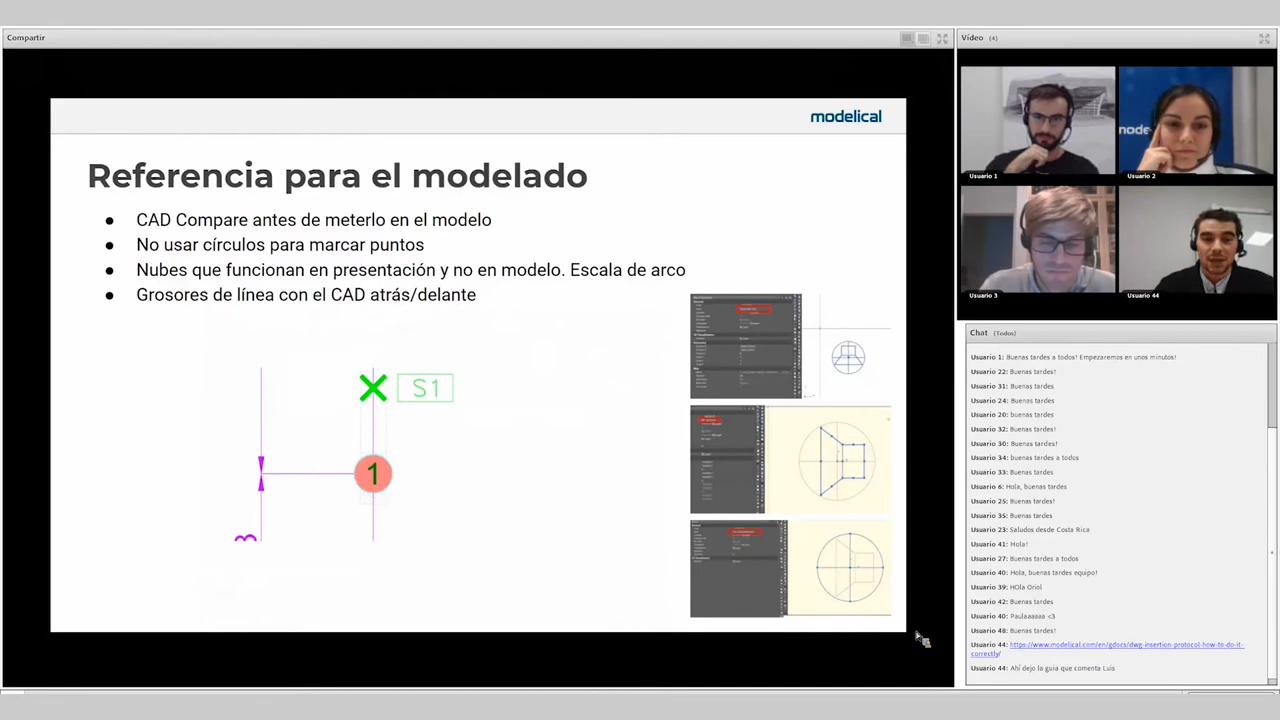 Compartir
modelical
Referencia para el modelado
● CAD Compare antes de meterlo en el modelo
● No usar círculos para marcar puntos
● Nubes que funcionan en presentación y no en modelo. Escala de arco
● Grosores de línea con el CAD atrás/delante
S1
1
3
Vídeo (4)
node
Usuario 1
Usuario 2
Usuario 3
Usuario 44
Chat (Todos)
Usuario 1: Buenas tardes a todos! Empezaremos en unos minutos!
Usuario 22: Buenas tardes!
Usuario 31: Buenas tardes
Usuario 24: Buenas tardes
Usuario 20: buenas tardes
Usuario 32: Buenas tardes!
Usuario 30: Buenas tardes!
Usuario 34: buenas tardes a todos
Usuario 33: Buenas tardes
Usuario 6: Hola, buenas tardes
Usuario 25: Buenas tardes!
Usuario 35: Buenas tardes
Usuario 23: Saludos desde Costa Rica
Usuario 41: Hola!
Usuario 27: Buenas tardes a todos
Usuario 40: Hola, buenas tardes equipo!
Usuario 39: HOla Oriol
Usuario 42: Buenas tardes
Usuario 40: Paulaaaaaa <3
Usuario 48: Buenas tardes!
Usuario 44: https://www.modelical.com/en/gdocs/dwg-insertion-protocol-how-to-do-it-
correctly/
Usuario 44: Ahí dejo la guia que comenta Luis